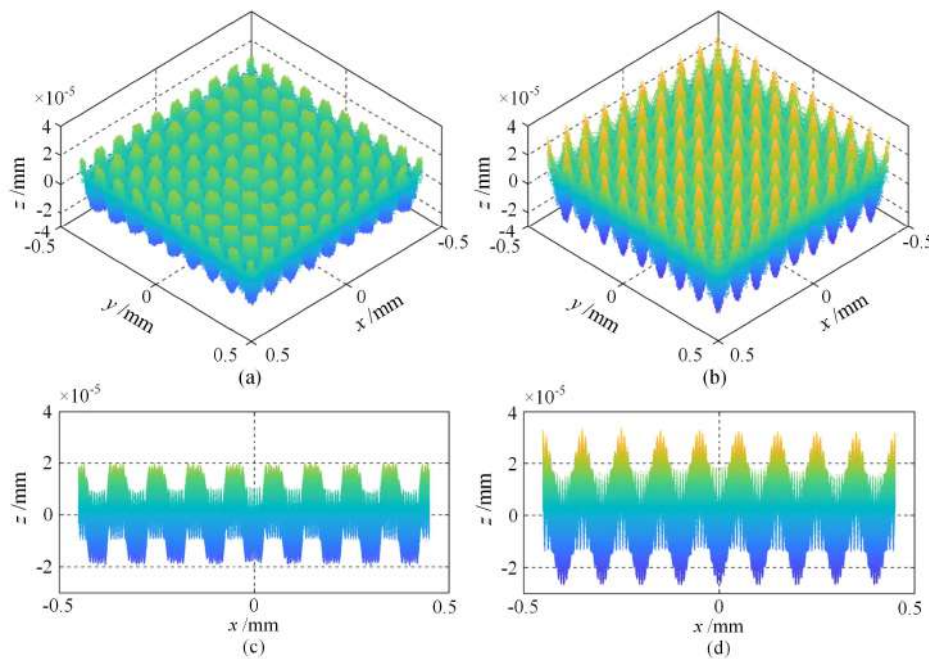 ×10⁻⁵ ×10⁻⁵
4 4
2 2
0 0
-2 -2
-4 -4
z /mm z /mm
-0.5 -0.5 -0.5 -0.5
0 0 0 0
y /mm x /mm y /mm x /mm
0.5 0.5 0.5 0.5
(a) (b)
×10⁻⁵ ×10⁻⁵
4 4
2 2
0 0
-2 -2
z /mm z /mm
-0.5 0 0.5 -0.5 0 0.5
x /mm x /mm
(c) (d)